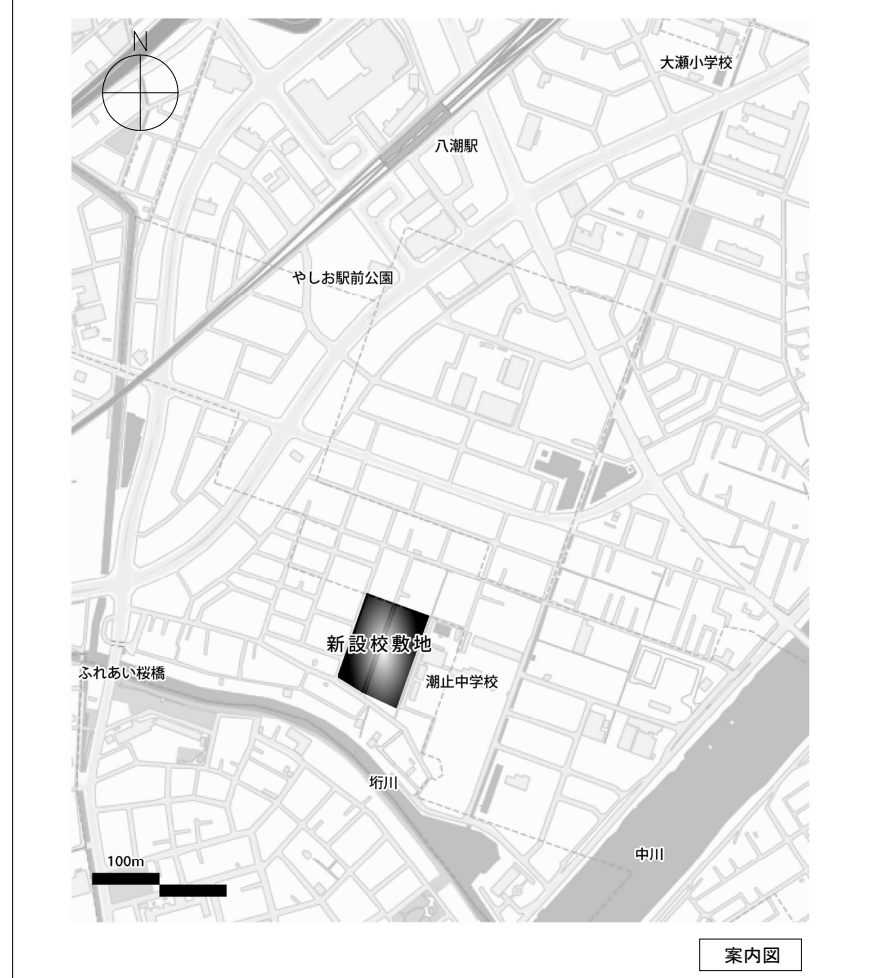 N
大瀬小学校
八潮駅
やしお駅前公園
新設校敷地
ふれあい桜橋
潮止中学校
垳川
中川
100m
案内図